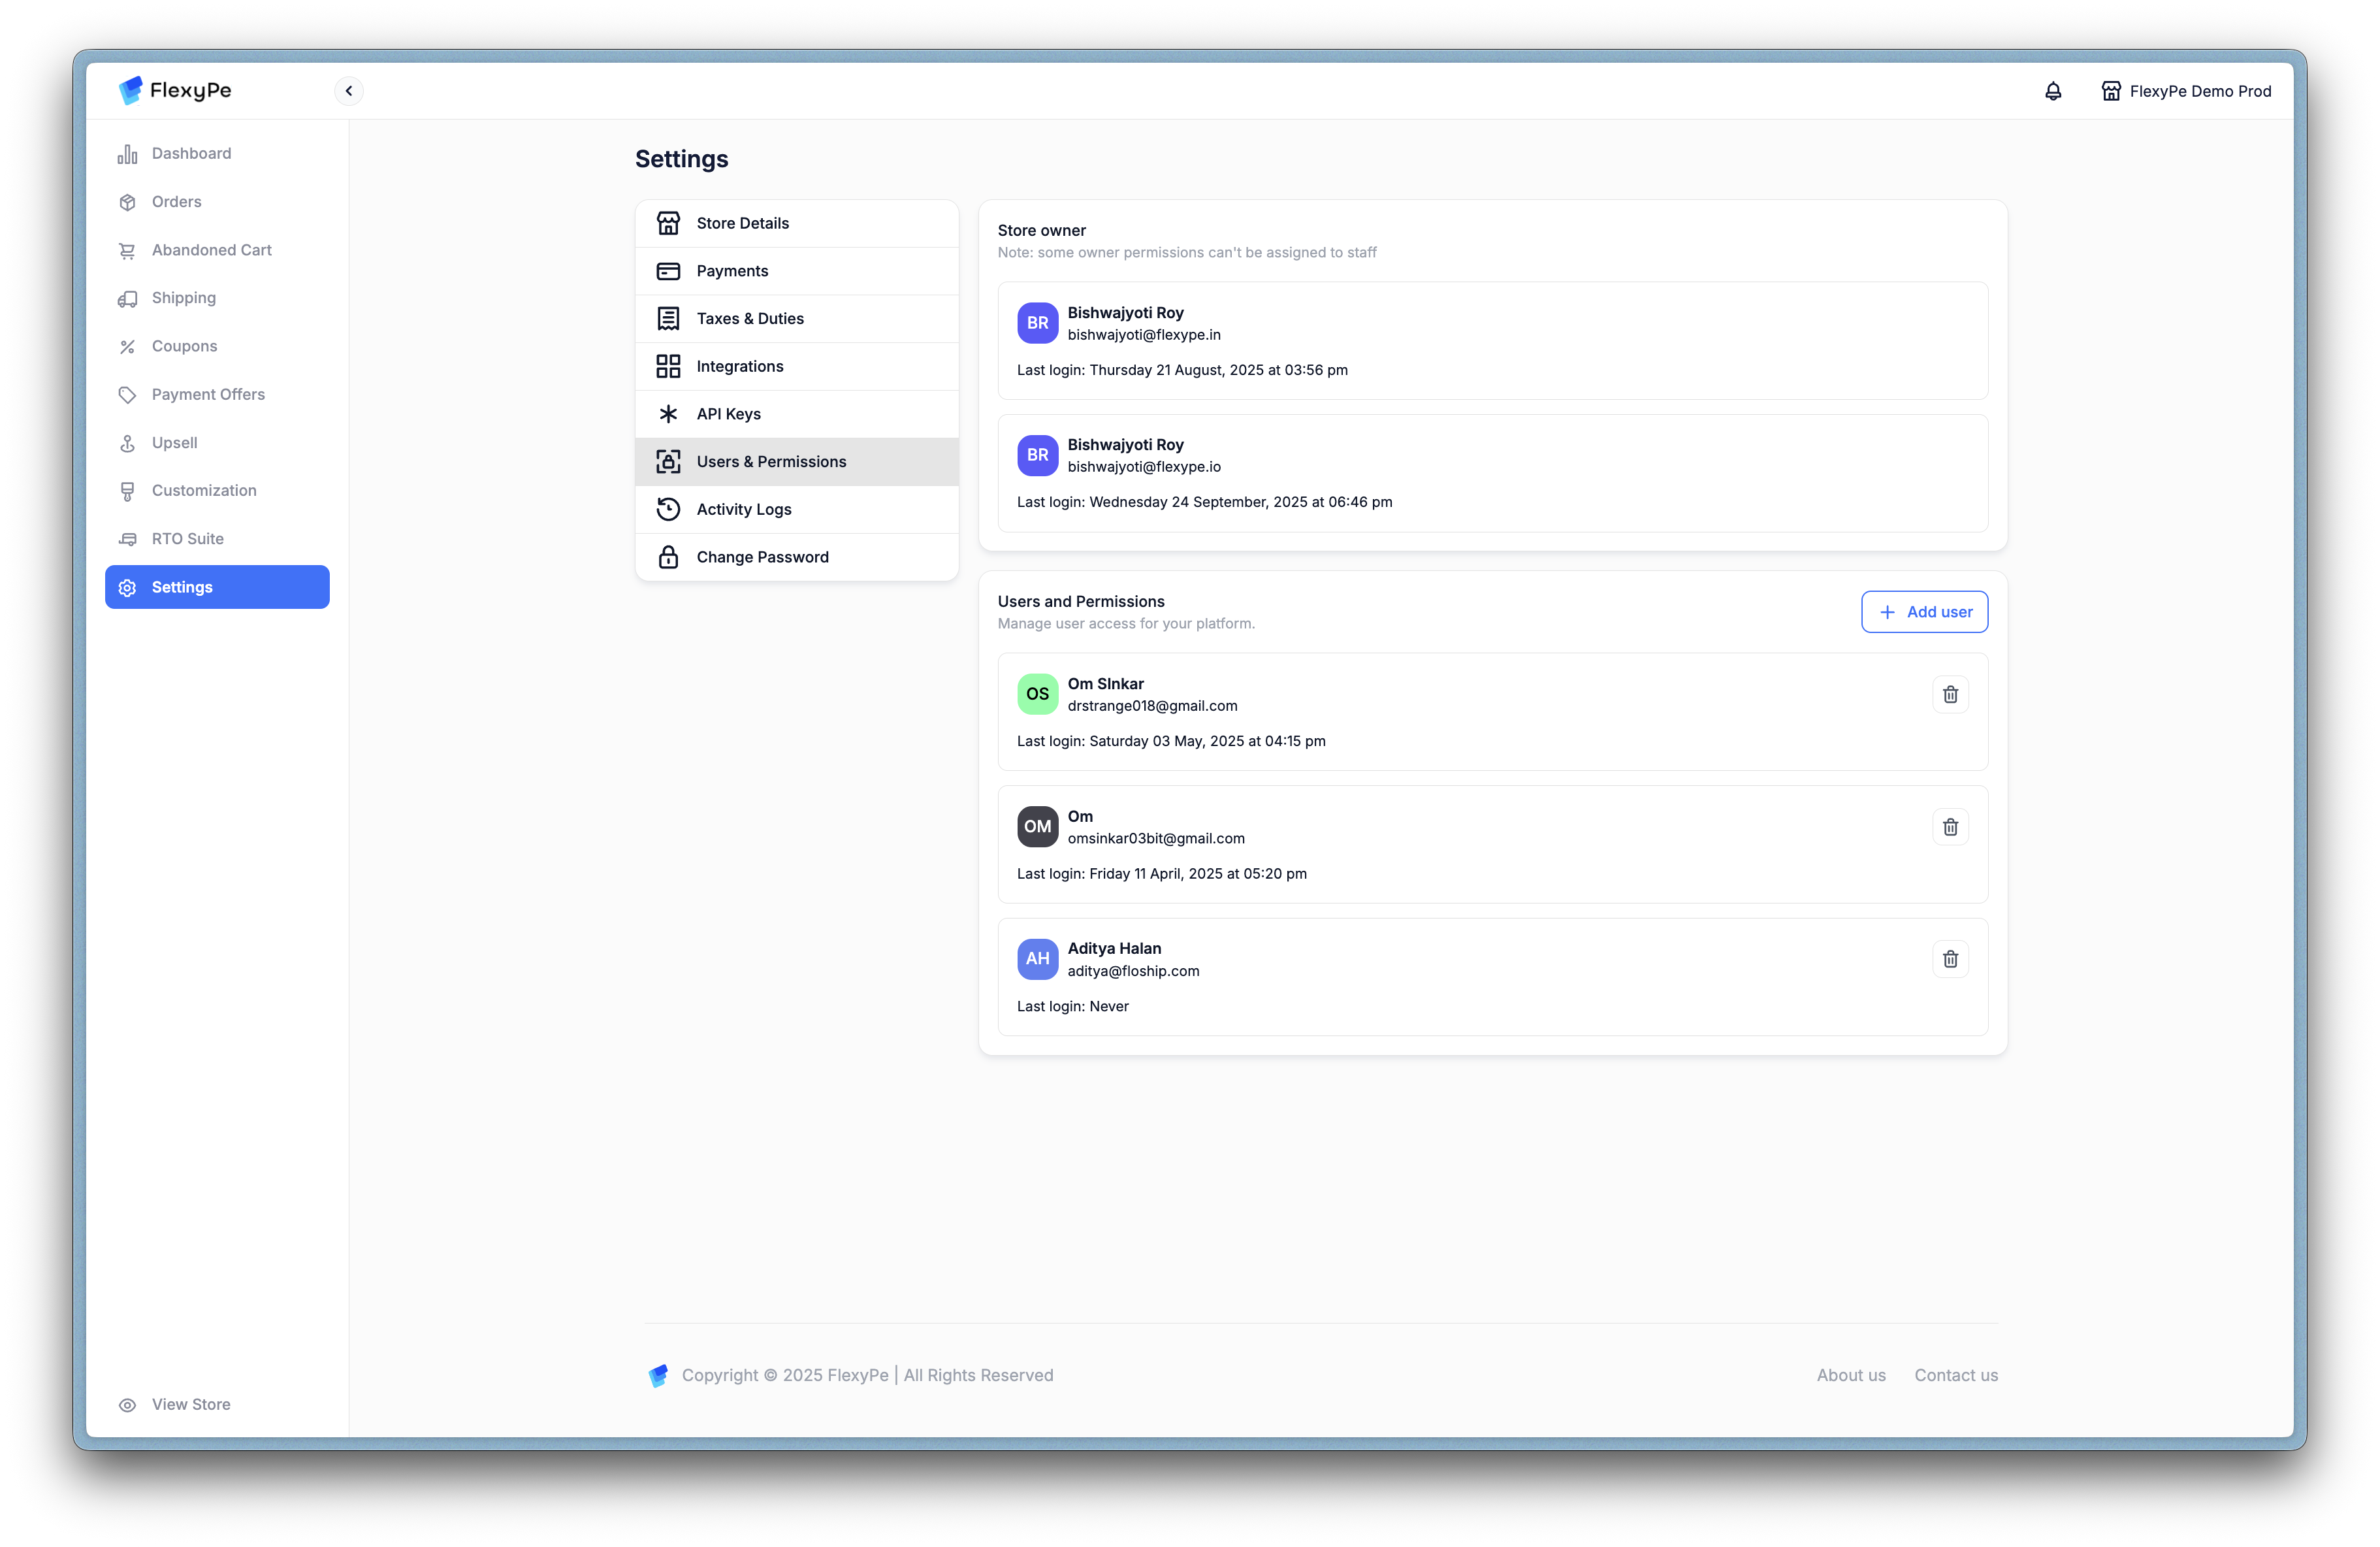 FlexyPe
FlexyPe Demo Prod
Dashboard
Orders
Abandoned Cart
Shipping
Coupons
Payment Offers
Upsell
Customization
RTO Suite
Settings
View Store
Settings
Store Details
Payments
Taxes & Duties
Integrations
API Keys
Users & Permissions
Activity Logs
Change Password
Store owner
Note: some owner permissions can't be assigned to staff
BR
Bishwajyoti Roy
bishwajyoti@flexype.in
Last login: Thursday 21 August, 2025 at 03:56 pm
BR
Bishwajyoti Roy
bishwajyoti@flexype.io
Last login: Wednesday 24 September, 2025 at 06:46 pm
Users and Permissions
Manage user access for your platform.
Add user
OS
Om SInkar
drstrange018@gmail.com
Last login: Saturday 03 May, 2025 at 04:15 pm
OM
Om
omsinkar03bit@gmail.com
Last login: Friday 11 April, 2025 at 05:20 pm
AH
Aditya Halan
aditya@floship.com
Last login: Never
Copyright © 2025 FlexyPe | All Rights Reserved
About us
Contact us